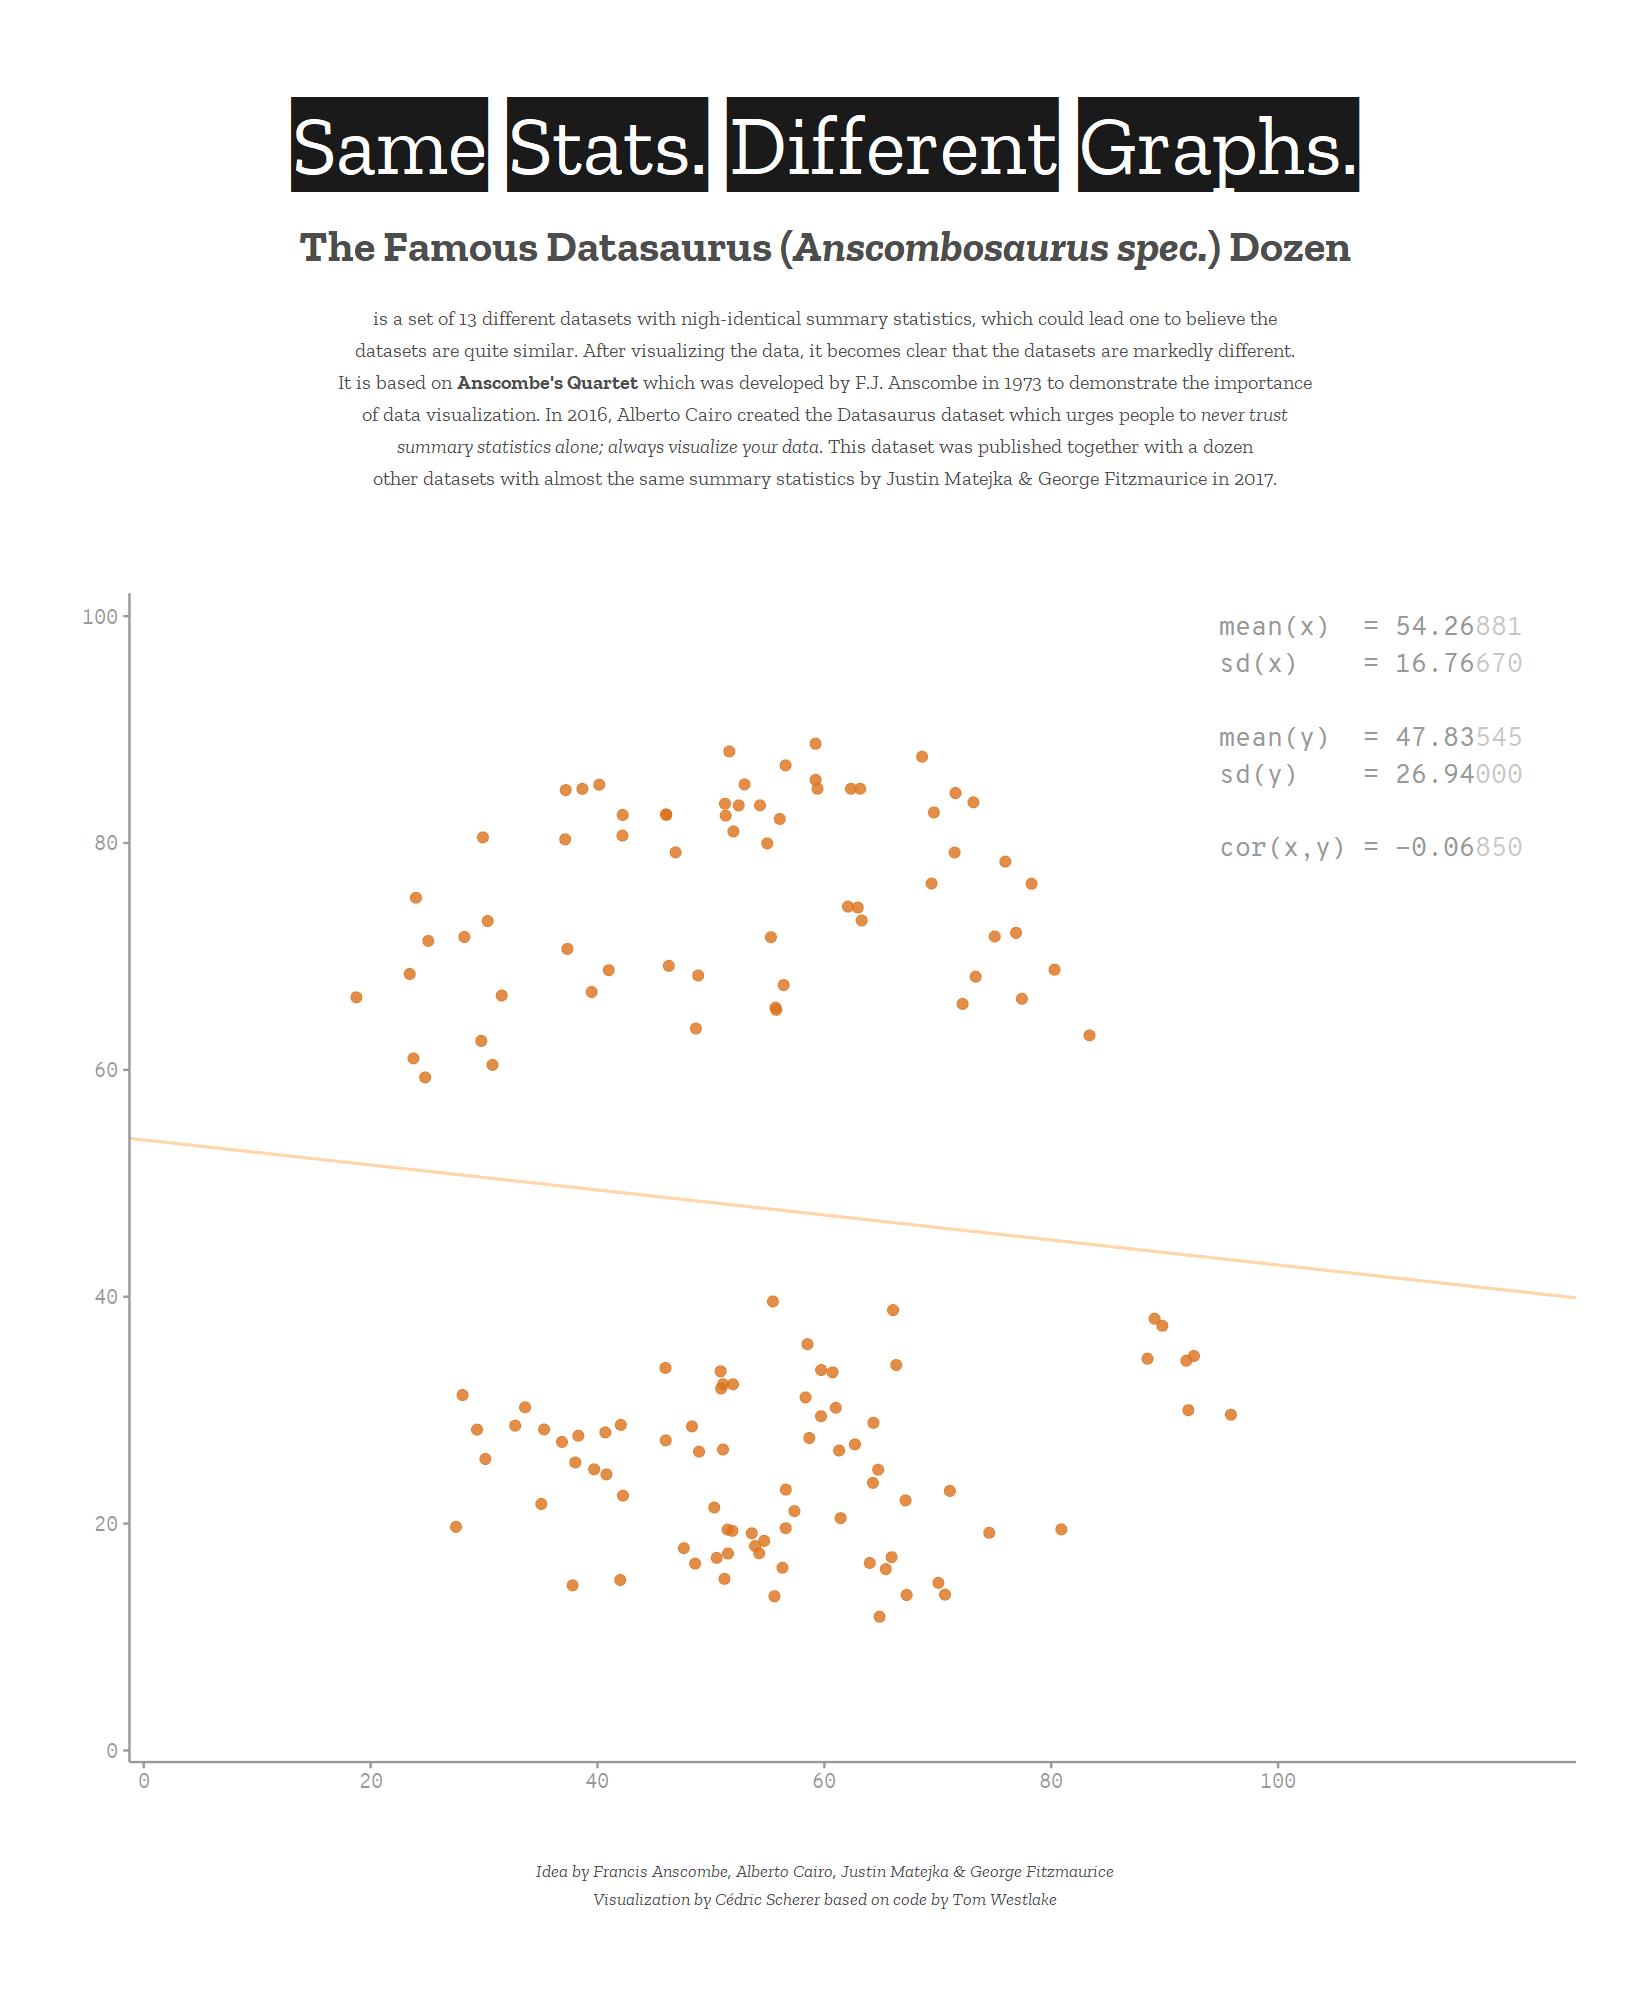 Same Stats. Different Graphs.
The Famous Datasaurus (Anscombosaurus spec.) Dozen
is a set of 13 different datasets with nigh-identical summary statistics, which could lead one to believe the
datasets are quite similar. After visualizing the data, it becomes clear that the datasets are markedly different.
It is based on Anscombe's Quartet which was developed by F.J. Anscombe in 1973 to demonstrate the importance
of data visualization. In 2016, Alberto Cairo created the Datasaurus dataset which urges people to never trust
summary statistics alone; always visualize your data. This dataset was published together with a dozen
other datasets with almost the same summary statistics by Justin Matejka & George Fitzmaurice in 2017.
100
80
60
40
20
0
mean(x) = 54.26881
sd(x) = 16.76670
mean(y) = 47.83545
sd(y) = 26.94000
cor(x,y) = −0.06850
0 20 40 60 80 100
Idea by Francis Anscombe, Alberto Cairo, Justin Matejka & George Fitzmaurice
Visualization by Cédric Scherer based on code by Tom Westlake